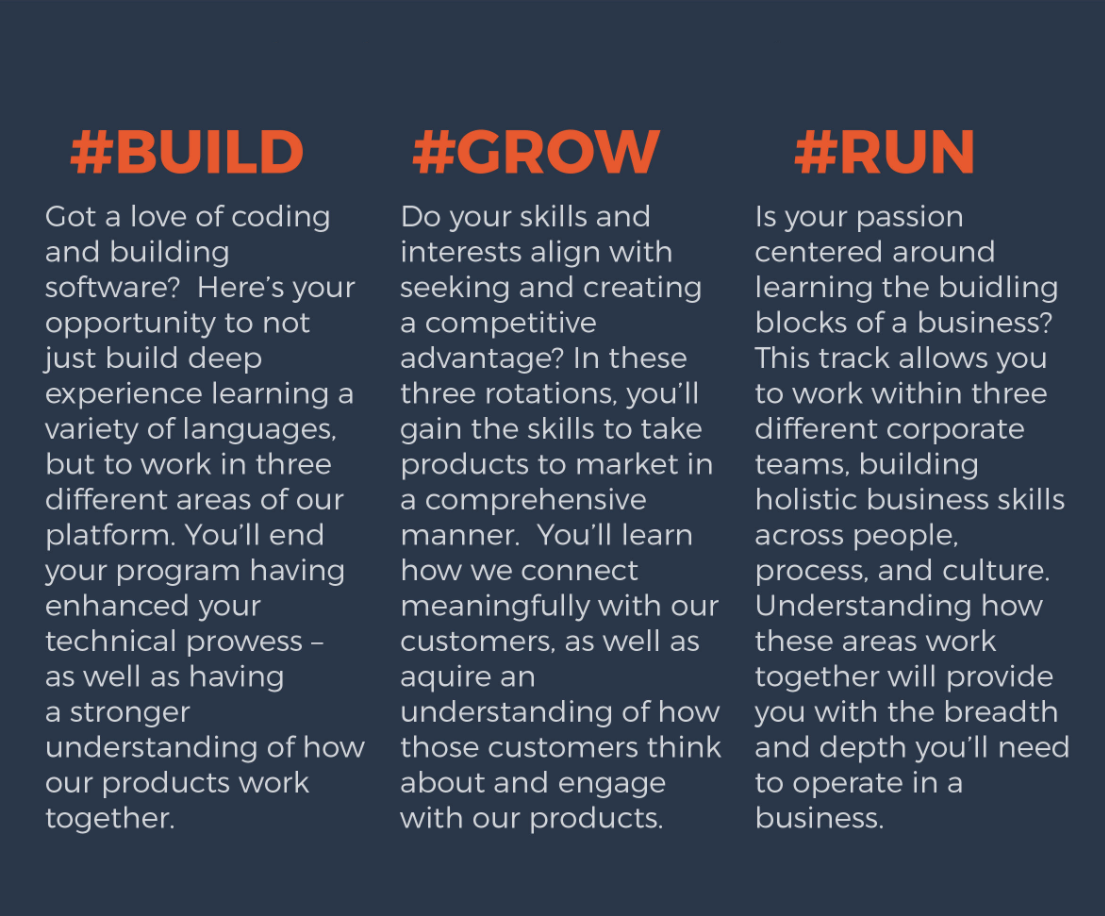 #BUILD
Got a love of coding
and building
software?  Here's your
opportunity to not
just build deep
experience learning a
variety of languages,
but to work in three
different areas of our
platform. You'll end
your program having
enhanced your
technical prowess –
as well as having
a stronger
understanding of how
our products work
together.
#GROW
Do your skills and
interests align with
seeking and creating
a competitive
advantage? In these
three rotations, you'll
gain the skills to take
products to market in
a comprehensive
manner.  You'll learn
how we connect
meaningfully with our
customers, as well as
aquire an
understanding of how
those customers think
about and engage
with our products.
#RUN
Is your passion
centered around
learning the buidling
blocks of a business?
This track allows you
to work within three
different corporate
teams, building
holistic business skills
across people,
process, and culture.
Understanding how
these areas work
together will provide
you with the breadth
and depth you'll need
to operate in a
business.